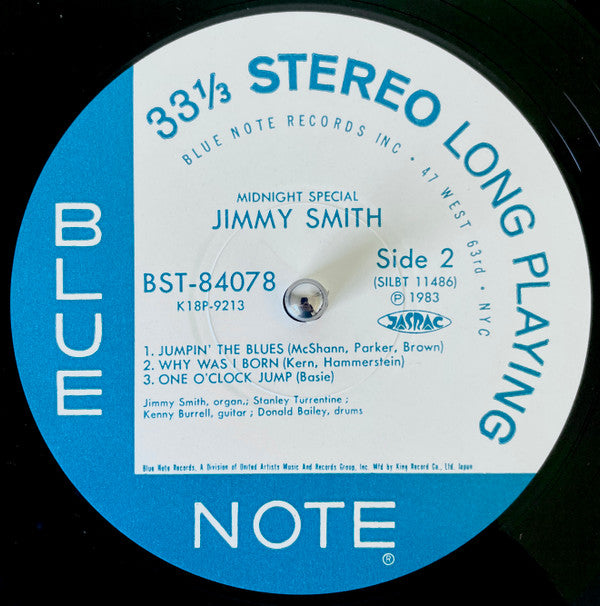 33⅓ STEREO LONG PLAYING
BLUE NOTE RECORDS INC • 47 WEST 63rd • NYC
MIDNIGHT SPECIAL
JIMMY SMITH
BST-84078
K18P-9213
Side 2
(SILBT 11486)
Ⓟ 1983
JASRAC
1. JUMPIN' THE BLUES (McShann, Parker, Brown)
2. WHY WAS I BORN (Kern, Hammerstein)
3. ONE O'CLOCK JUMP (Basie)
Jimmy Smith, organ,; Stanley Turrentine ;
Kenny Burrell, guitar ; Donald Bailey, drums
Blue Note Records, A Division of United Artists Music And Records Group, Inc. Mfd by King Record Co., Ltd. Japan
BLUE
NOTE®